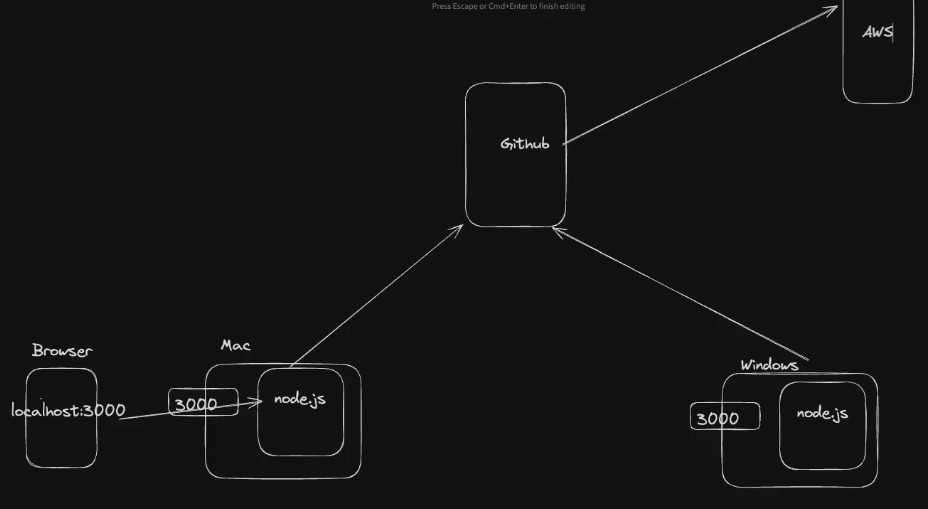 Press Escape or Cmd+Enter to finish editing
AWS
Github
Mac
Browser
localhost:3000
3000
node.js
Windows
3000
node.js